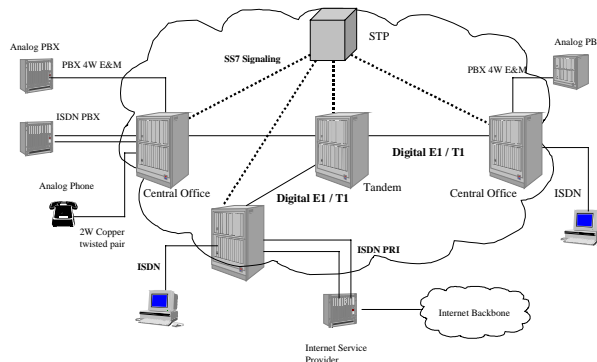 STP
Analog PBX
Analog PB
SS7 Signaling
PBX 4W E&M
PBX 4W E&M
ISDN PBX
Digital E1 / T1
Analog Phone
Central Office
Tandem
Central Office
ISDN
Digital E1 / T1
2W Copper
twisted pair
ISDN PRI
ISDN
Internet Backbone
Internet Service
Provider